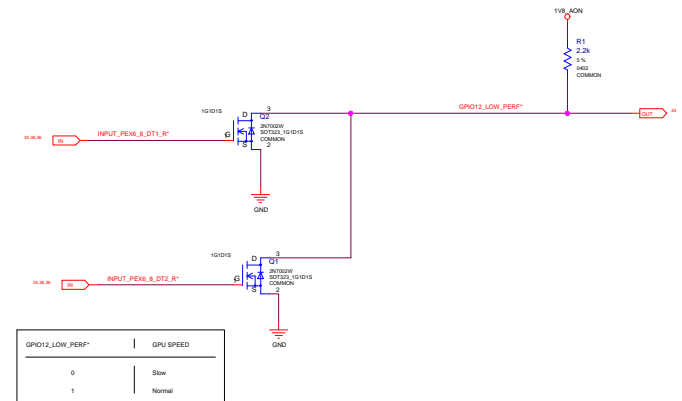 1V8_AON
R1
2.2k
5 %
0402
COMMON
GPIO12_LOW_PERF*
OUT
24
1G1D1S
D
3
Q2
2N7002W
SOT323_1G1D1S
COMMON
G
S
2
INPUT_PEX6_8_DT1_R*
IN
GND
1G1D1S
D
3
Q1
2N7002W
SOT323_1G1D1S
COMMON
G
S
2
INPUT_PEX6_8_DT2_R*
IN
GND
GPIO12_LOW_PERF* GPU SPEED
0 Slow
1 Normal